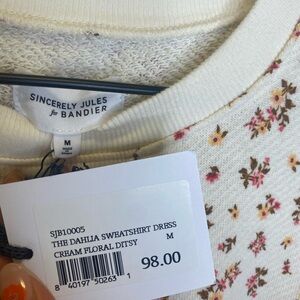 SINCERELY JULES
for BANDIER
M
SJB10005
THE DAHLIA SWEATSHIRT DRESS
CREAM FLORAL DITSY M
98.00
8 40197 50263 1